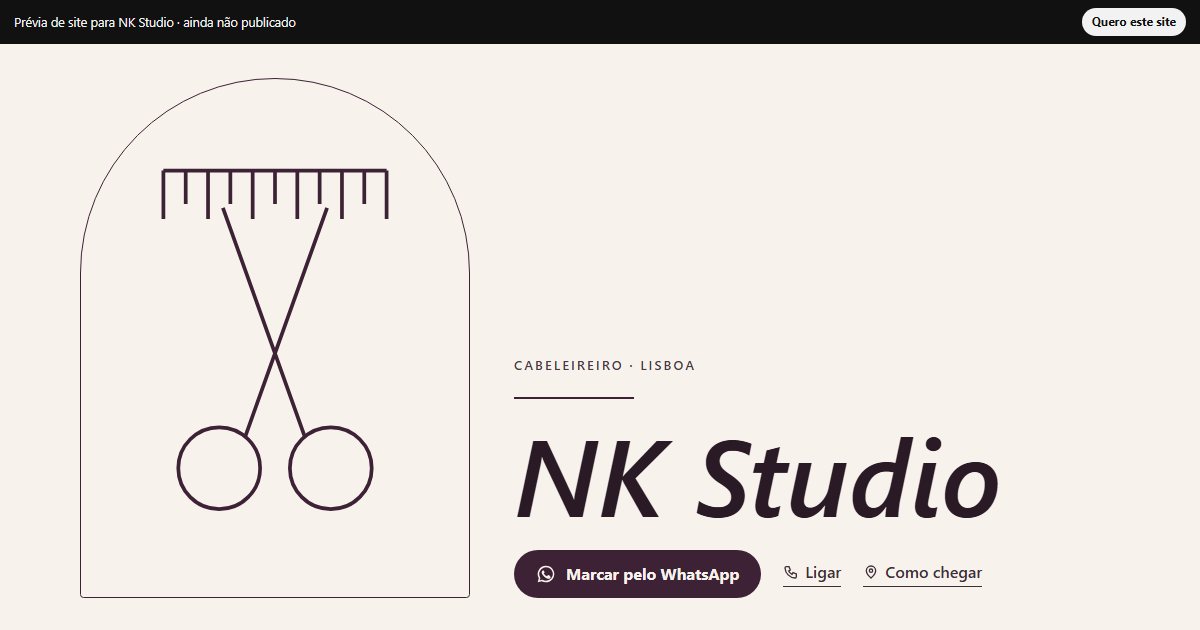 Prévia de site para NK Studio · ainda não publicado
Quero este site
CABELEIREIRO · LISBOA
NK Studio
Marcar pelo WhatsApp
Ligar
Como chegar